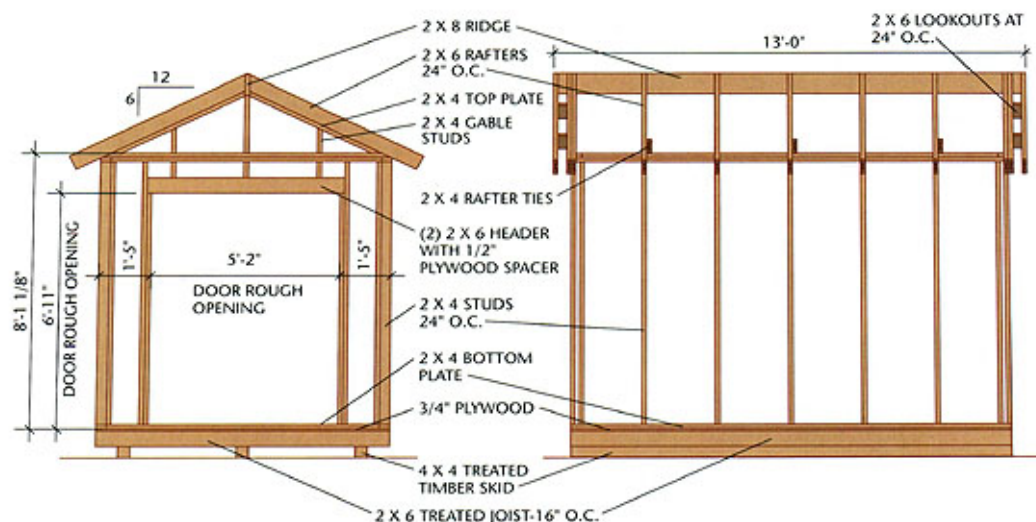 2 X 8 RIDGE
2 X 6 LOOKOUTS AT
24" O.C.
13'-0"
2 X 6 RAFTERS
24" O.C.
12
6
2 X 4 TOP PLATE
2 X 4 GABLE
STUDS
2 X 4 RAFTER TIES
(2) 2 X 6 HEADER
WITH 1/2"
PLYWOOD SPACER
8'-1 1/8"
6'-11"
DOOR ROUGH OPENING
1'-5"
5'-2"
1'-5"
DOOR ROUGH
OPENING
2 X 4 STUDS
24" O.C.
2 X 4 BOTTOM
PLATE
3/4" PLYWOOD
4 X 4 TREATED
TIMBER SKID
2 X 6 TREATED JOIST-16" O.C.